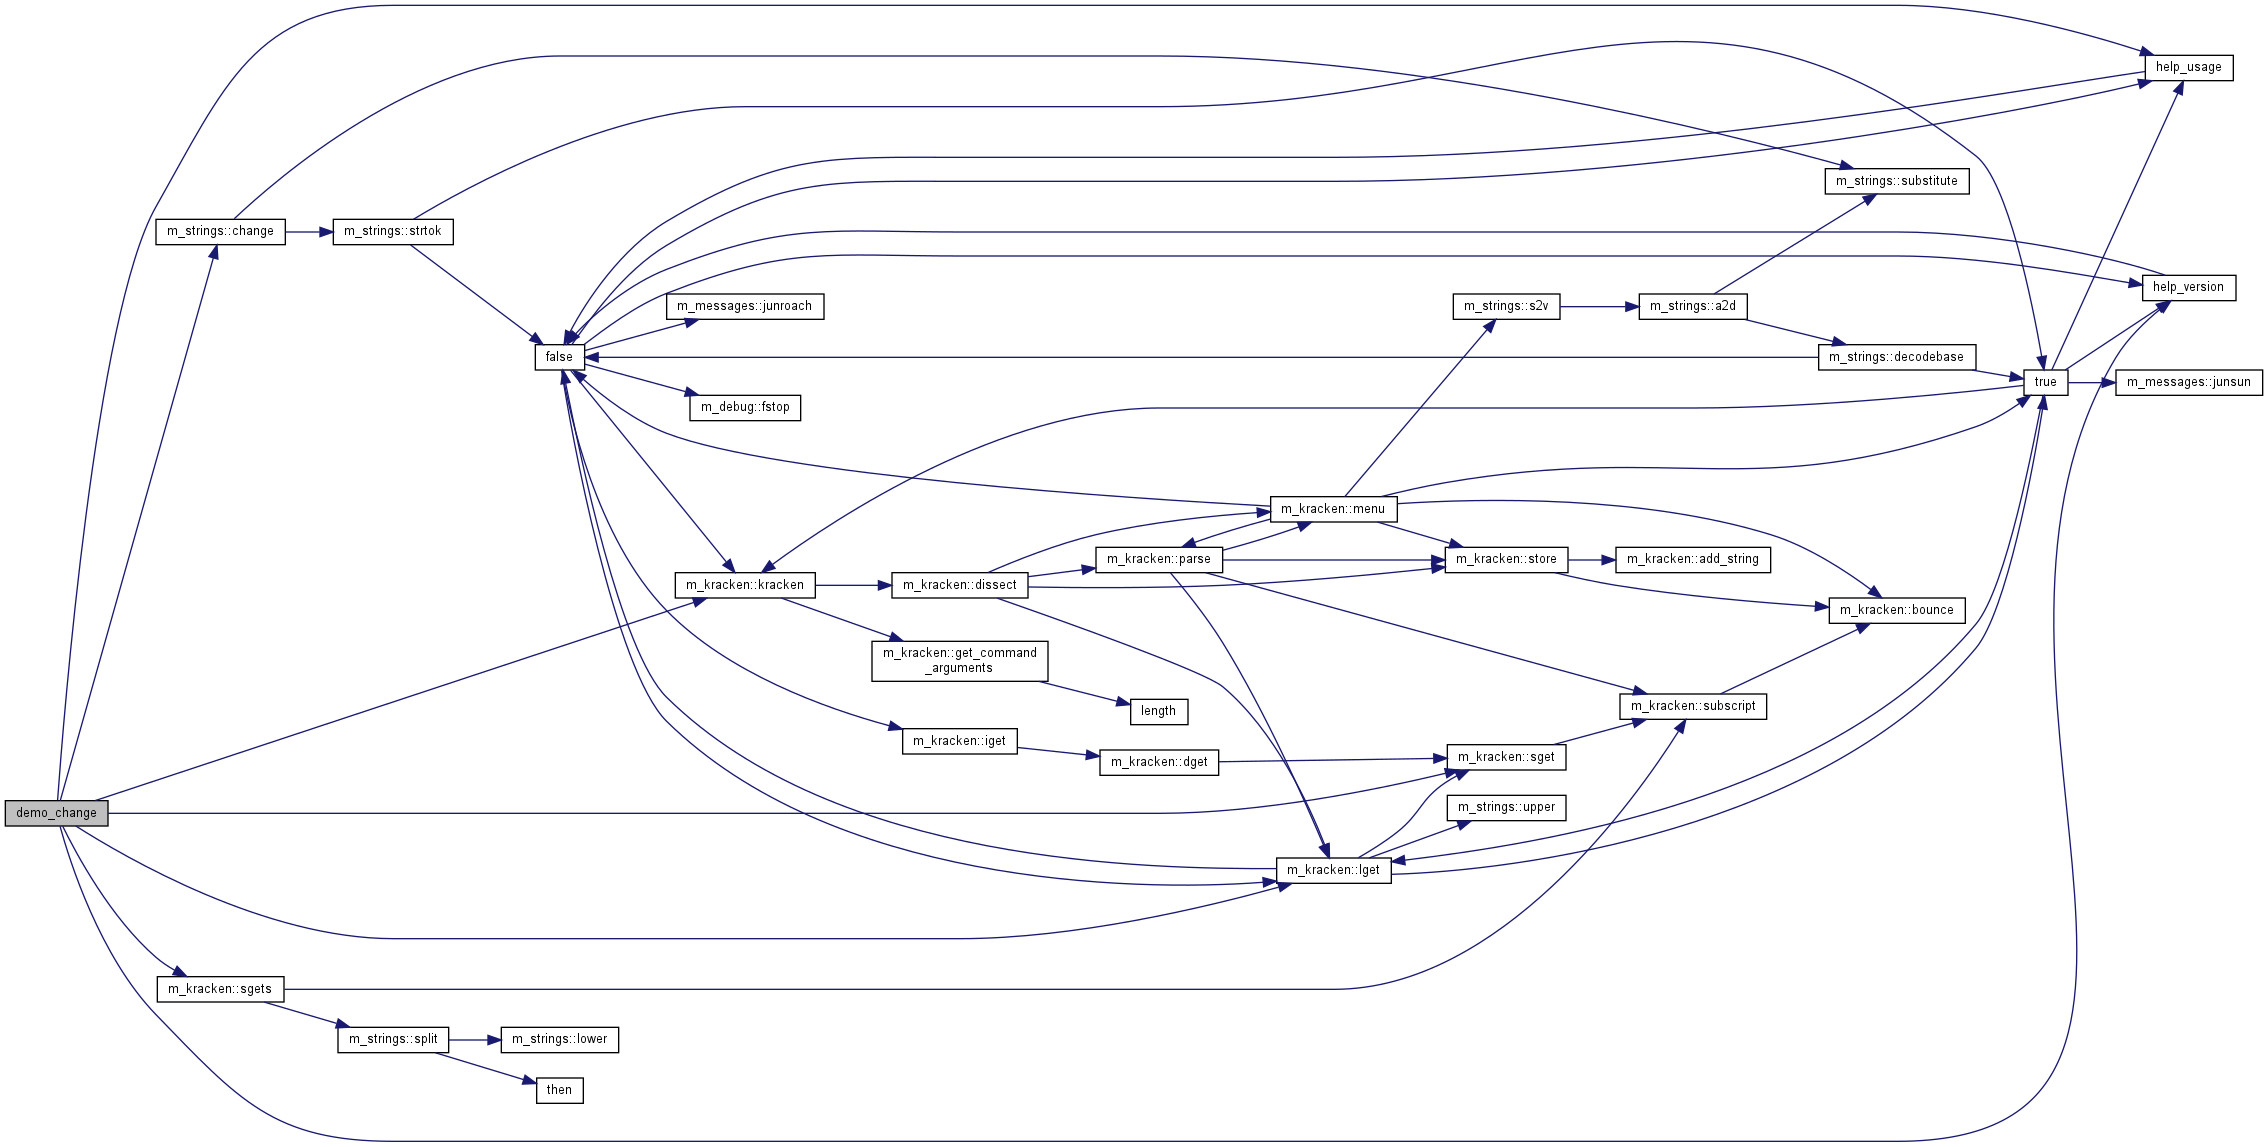 help_usage
m_strings::substitute
m_strings::change
m_strings::strtok
help_version
m_messages::junroach
m_strings::s2v
m_strings::a2d
false
m_strings::decodebase
true
m_messages::junsun
m_debug::fstop
m_kracken::menu
m_kracken::parse
m_kracken::store
m_kracken::add_string
m_kracken::kracken
m_kracken::dissect
m_kracken::bounce
m_kracken::get_command
_arguments
length
m_kracken::subscript
m_kracken::iget
m_kracken::dget
m_kracken::sget
demo_change
m_strings::upper
m_kracken::lget
m_kracken::sgets
m_strings::split
m_strings::lower
then